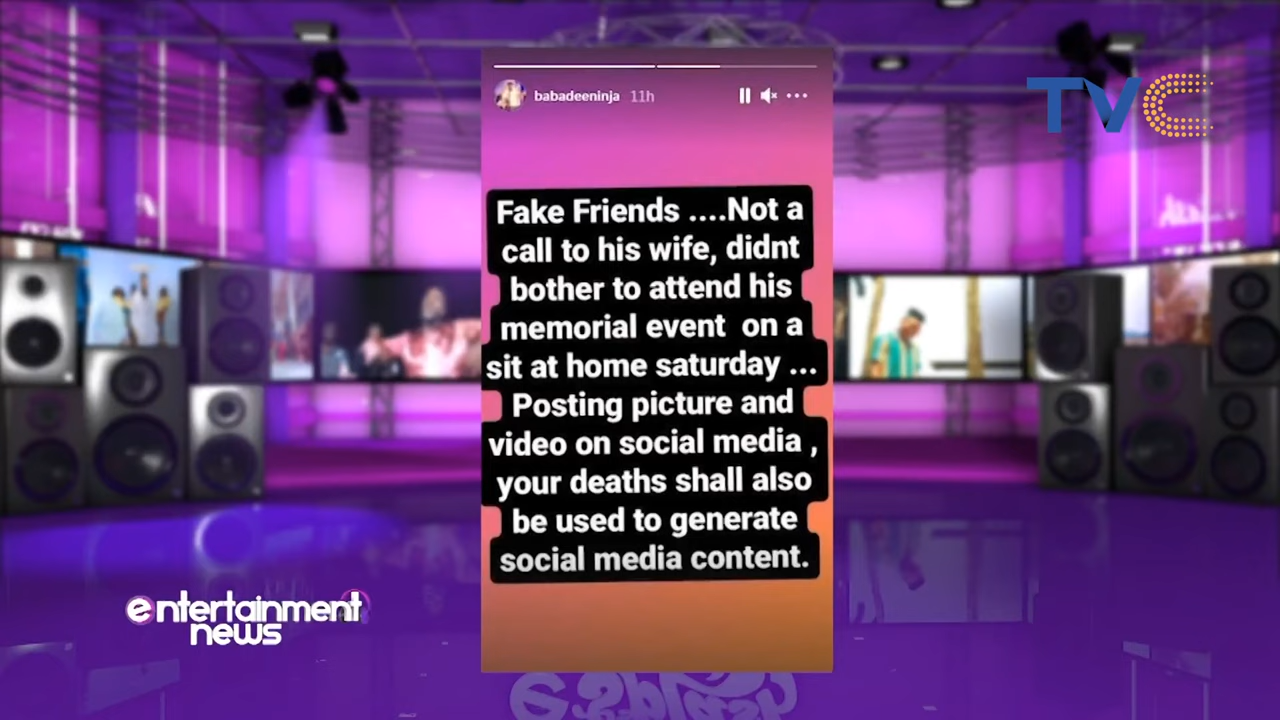 TVC
babadeeninja 11h
Fake Friends ....Not a
call to his wife, didnt
bother to attend his
memorial event on a
sit at home saturday ...
Posting picture and
video on social media ,
your deaths shall also
be used to generate
social media content.
entertainment
news